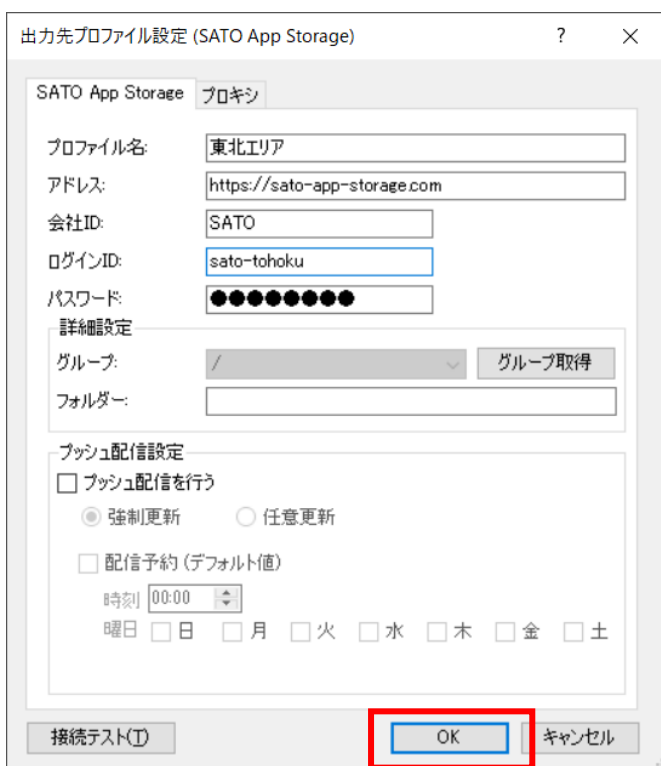 出力先プロファイル設定 (SATO App Storage) ? ×
SATO App Storage プロキシ
プロファイル名: 東北エリア
アドレス: https://sato-app-storage.com
会社ID: SATO
ログインID: sato-tohoku
パスワード: ●●●●●●●●
詳細設定
グループ: / グループ取得
フォルダー:
プッシュ配信設定
プッシュ配信を行う
強制更新 任意更新
配信予約(デフォルト値)
時刻 00:00
曜日 日 月 火 水 木 金 土
接続テスト(T) OK キャンセル